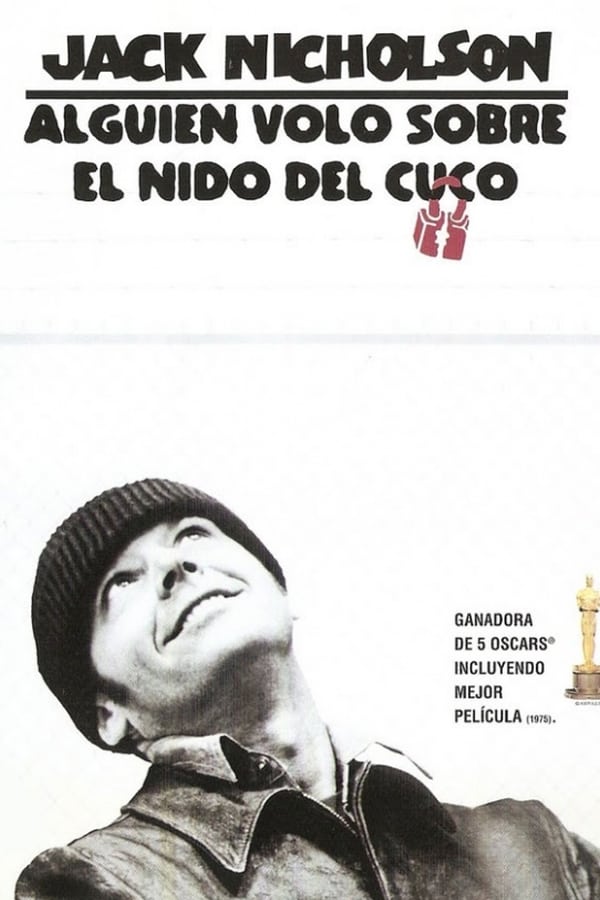 JACK NICHOLSON
ALGUIEN VOLO SOBRE
EL NIDO DEL CUCO
GANADORA
DE 5 OSCARS®
INCLUYENDO
MEJOR
PELÍCULA (1975).